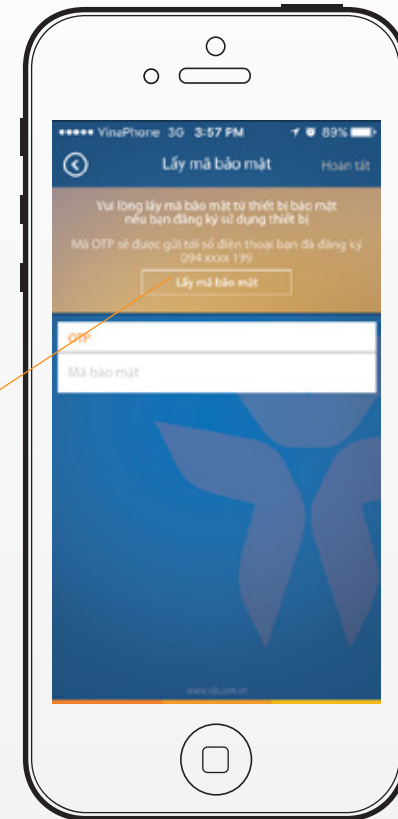 VinaPhone 3G 3:57 PM 89%
Lấy mã bảo mật Hoàn tất
Vui lòng lấy mã bảo mật từ thiết bị bảo mật
nếu bạn đăng ký sử dụng thiết bị
Mã OTP sẽ được gửi tới số điện thoại bạn đã đăng ký
094 xxxx 199
Lấy mã bảo mật
OTP
Mã bảo mật
www.vib.com.vn